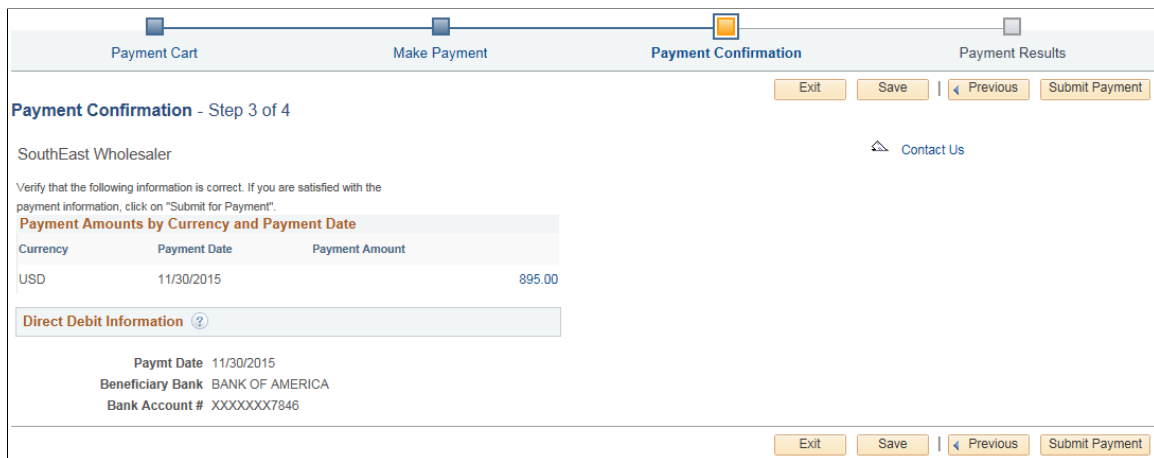 Payment Cart Make Payment Payment Confirmation Payment Results
Exit Save | Previous Submit Payment
Payment Confirmation - Step 3 of 4
SouthEast Wholesaler
Contact Us
Verify that the following information is correct. If you are satisfied with the
payment information, click on "Submit for Payment".
Payment Amounts by Currency and Payment Date
Currency Payment Date Payment Amount
USD 11/30/2015 895.00
Direct Debit Information ?
Paymt Date 11/30/2015
Beneficiary Bank BANK OF AMERICA
Bank Account # XXXXXXX7846
Exit Save | Previous Submit Payment